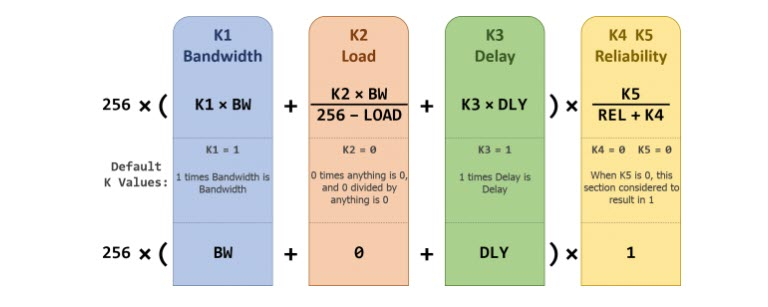 K1
Bandwidth
K2
Load
K3
Delay
K4 K5
Reliability
256 × ( K1 × BW + K2 × BW / 256 – LOAD + K3 × DLY ) × K5 / REL + K4
Default
K Values:
K1 = 1
1 times Bandwidth is
Bandwidth
K2 = 0
0 times anything is 0,
and 0 divided by
anything is 0
K3 = 1
1 times Delay is
Delay
K4 = 0 K5 = 0
When K5 is 0, this
section considered to
result in 1
256 × ( BW + 0 + DLY ) × 1